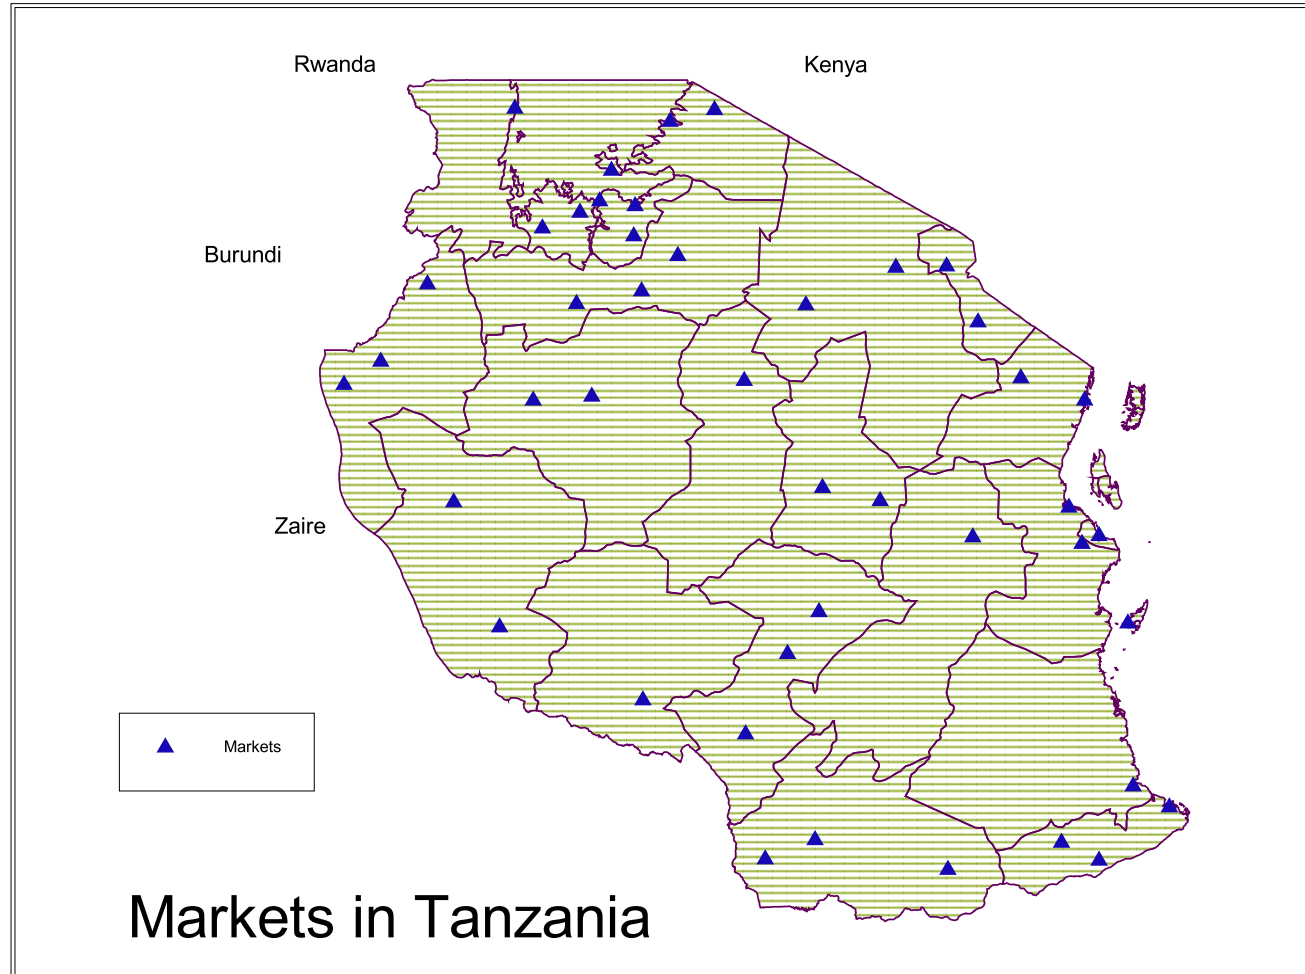 Rwanda
Kenya
Burundi
Zaire
Markets
Markets in Tanzania